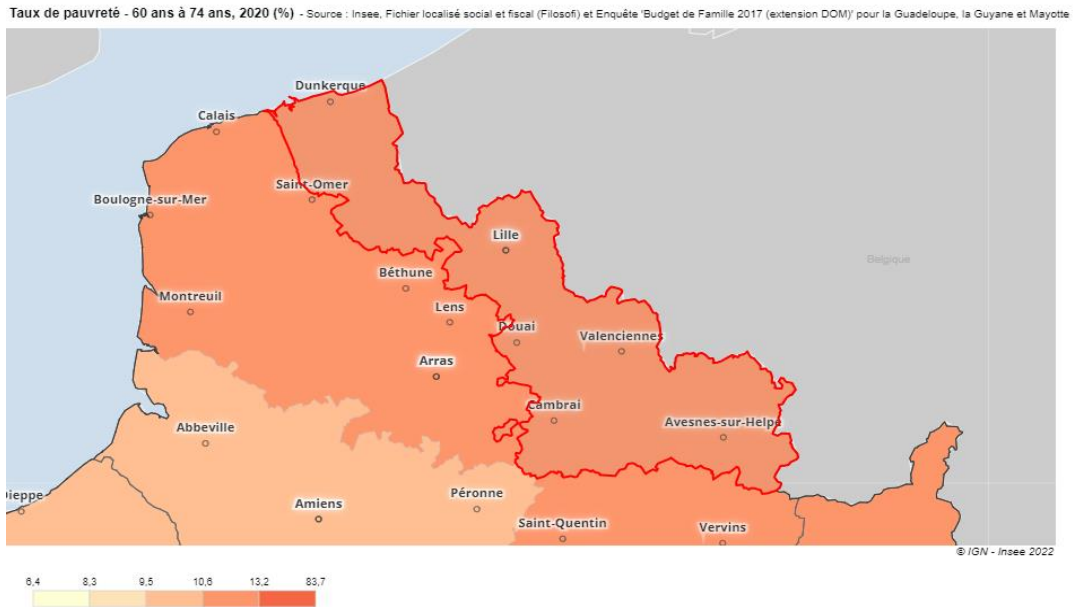 Taux de pauvreté - 60 ans à 74 ans, 2020 (%) - Source : Insee, Fichier localisé social et fiscal (Filosofi) et Enquête 'Budget de Famille 2017 (extension DOM)' pour la Guadeloupe, la Guyane et Mayotte
Dunkerque
Calais
Saint-Omer
Boulogne-sur-Mer
Lille
Belgique
Béthune
Montreuil
Lens
Douai
Valenciennes
Arras
Cambrai
Abbeville
Avesnes-sur-Helpe
Dieppe
Péronne
Amiens
Saint-Quentin
Vervins
© IGN - Insee 2022
6,4 8,3 9,5 10,6 13,2 83,7